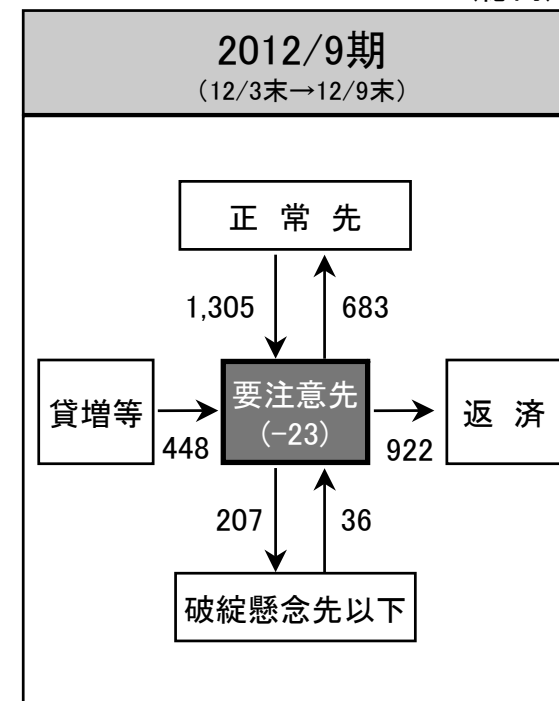 2012/9期
（12/3末→12/9末）
正 常 先
1,305
683
貸増等
448
要注意先
（-23）
922
返 済
207
36
破綻懸念先以下